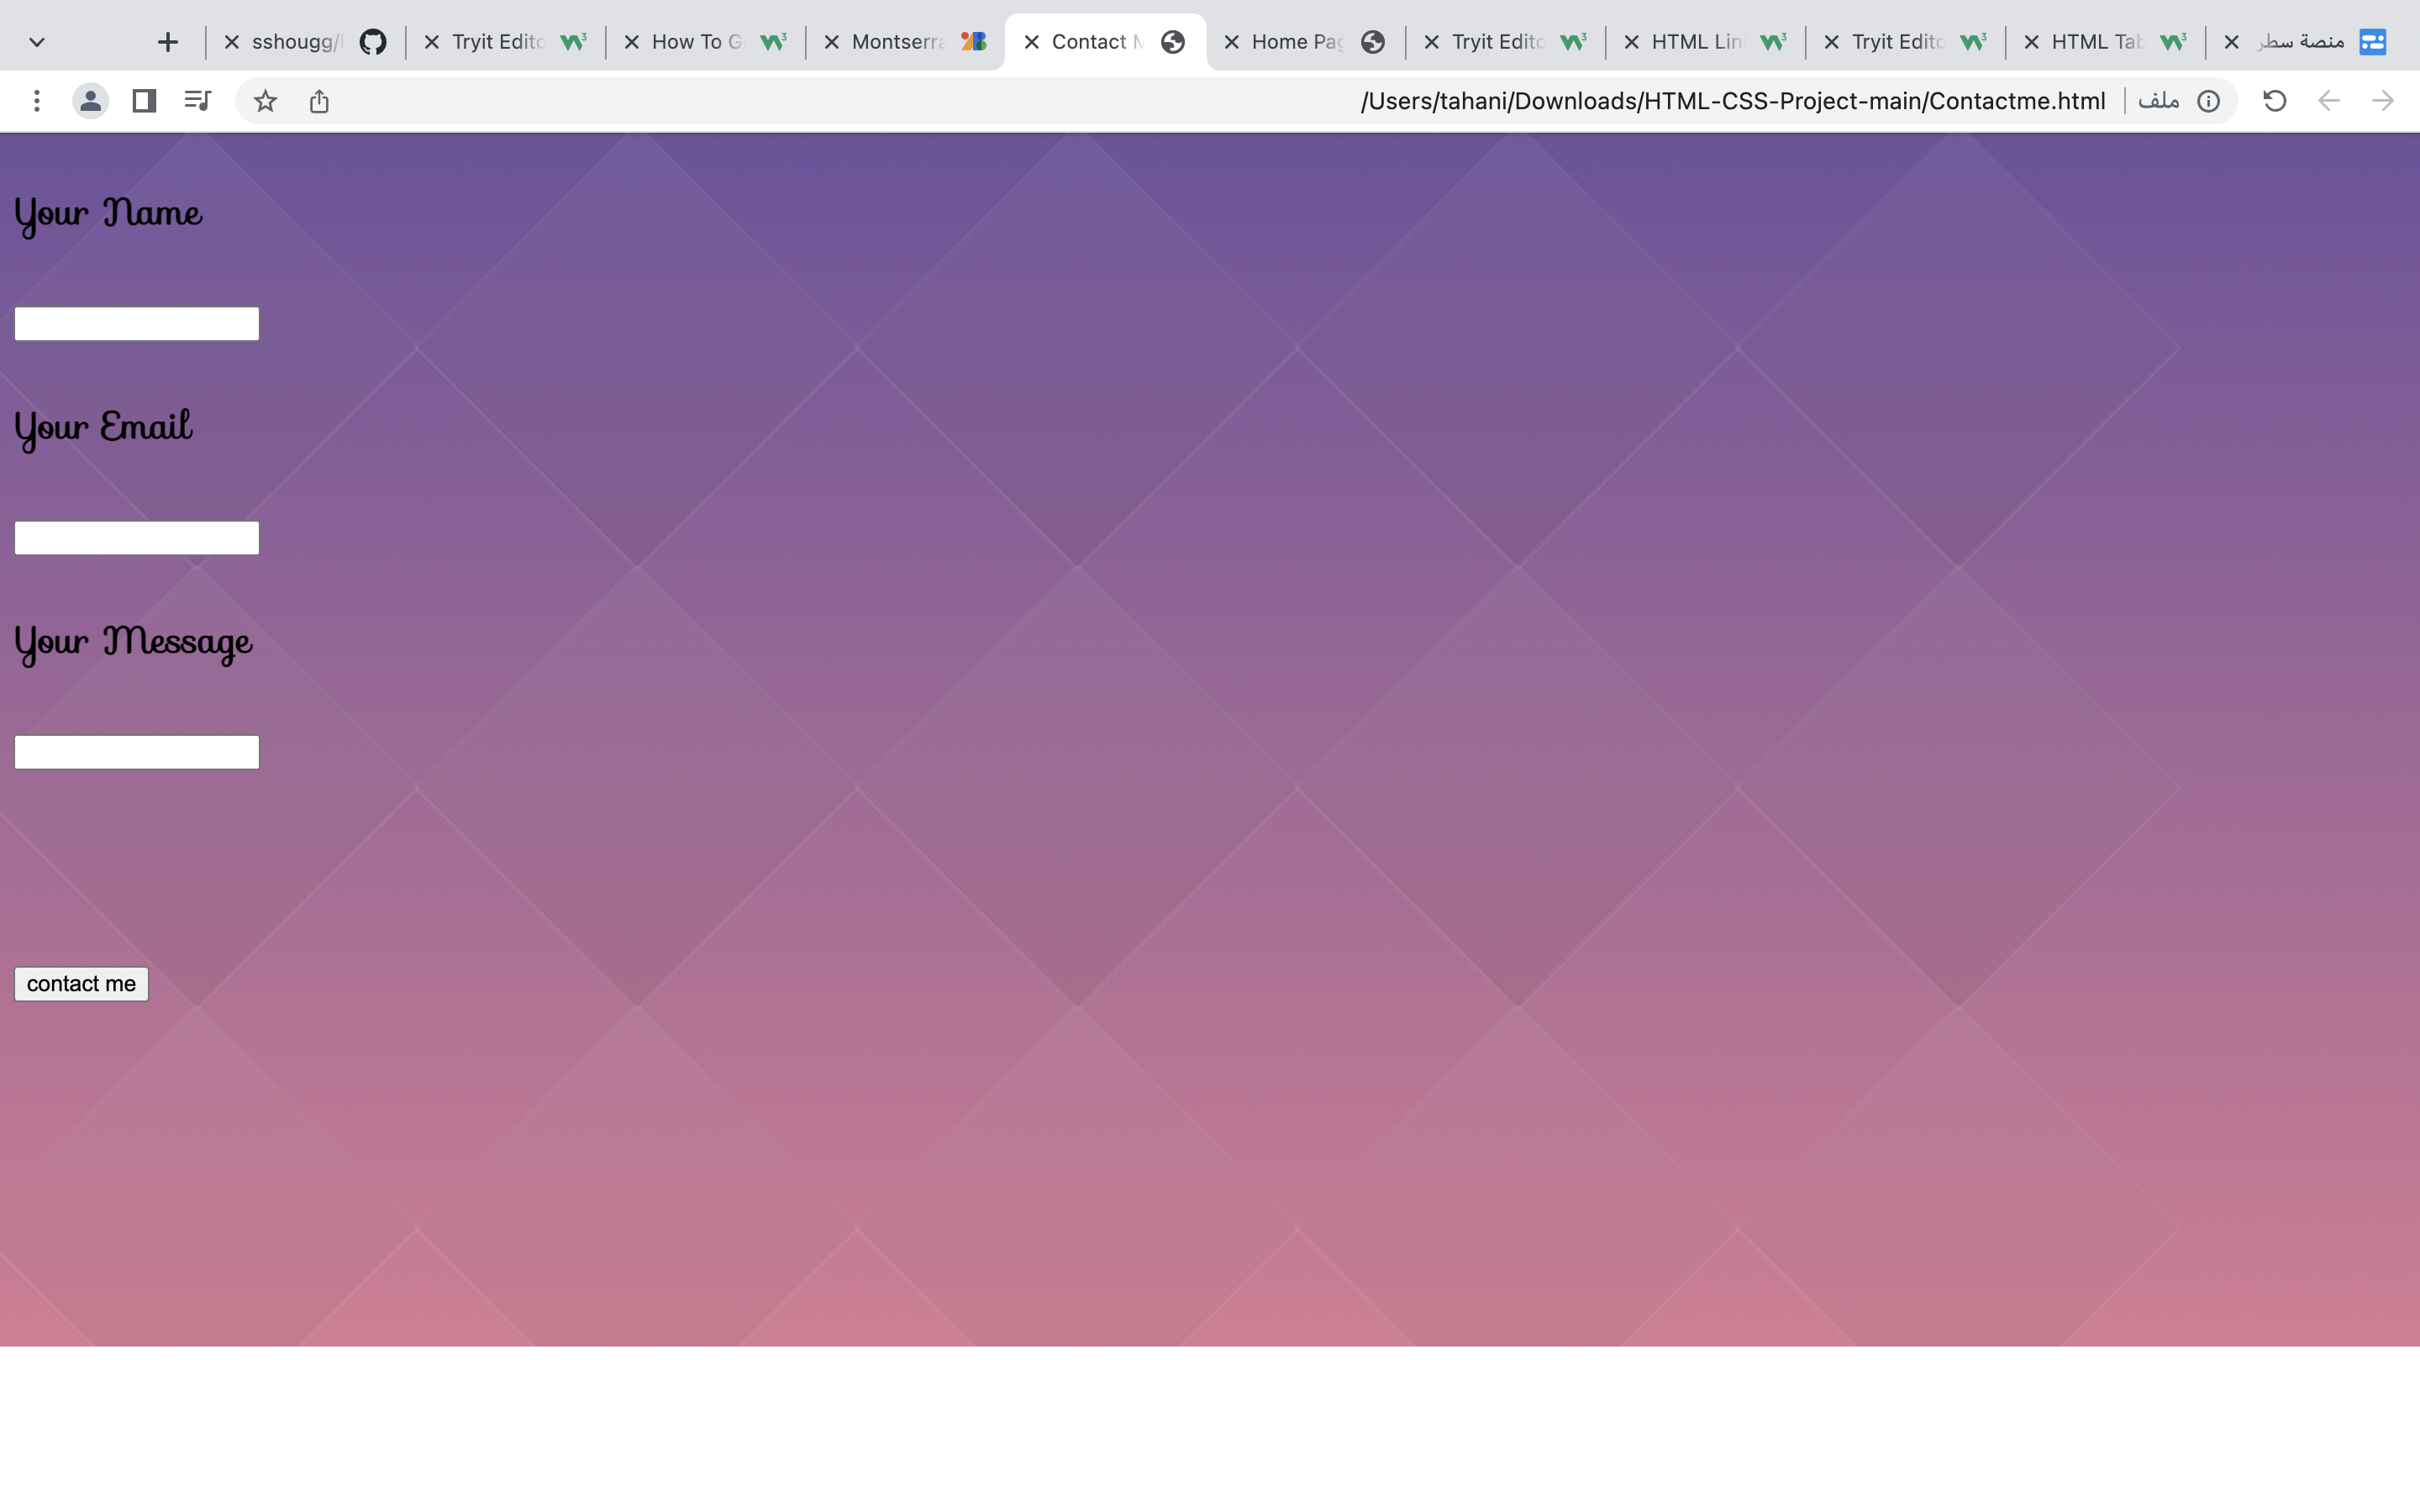 sshougg/
Tryit Edito
How To G
Montserra
Contact M
Home Pag
Tryit Edito
HTML Lin
Tryit Edito
HTML Tab
منصة سطر
/Users/tahani/Downloads/HTML-CSS-Project-main/Contactme.html
ملف
Your Name
Your Email
Your Message
contact me